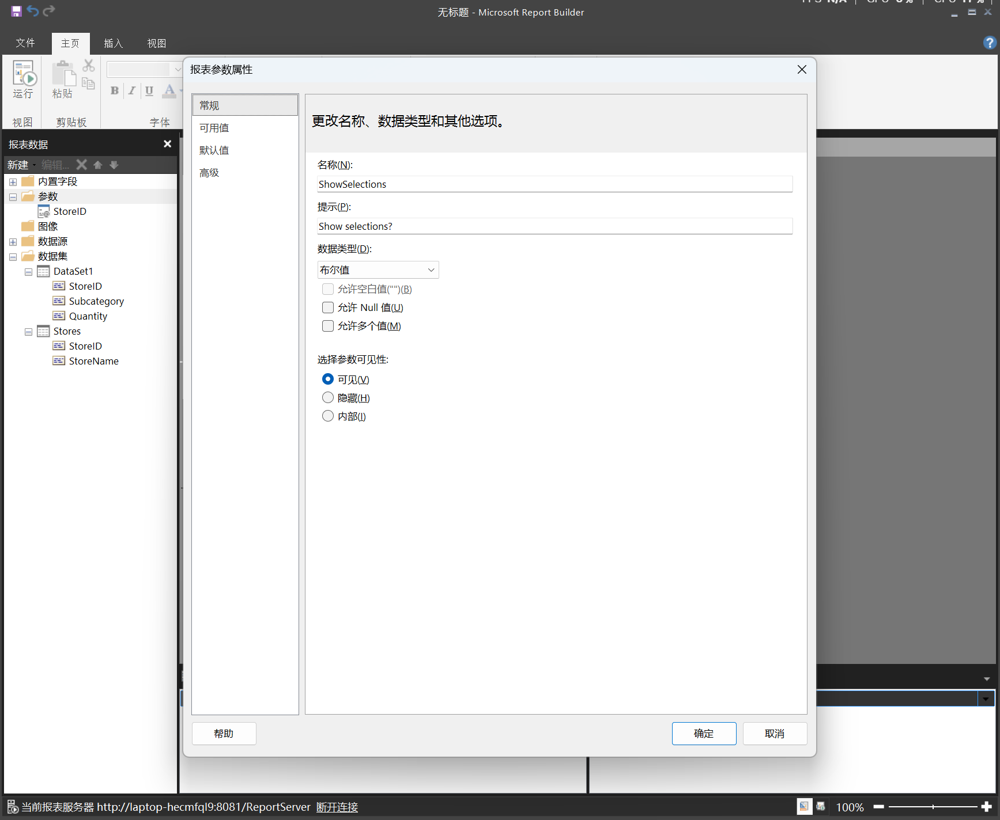 无标题 - Microsoft Report Builder
文件 主页 插入 视图
运行
粘贴
B I U A
视图 剪贴板 字体
报表数据
新建 编辑...
内置字段
参数
StoreID
图像
数据源
数据集
DataSet1
StoreID
Subcategory
Quantity
Stores
StoreID
StoreName
报表参数属性
常规
可用值
默认值
高级
更改名称、数据类型和其他选项。
名称(N):
ShowSelections
提示(P):
Show selections?
数据类型(D):
布尔值
允许空白值("")(B)
允许 Null 值(U)
允许多个值(M)
选择参数可见性:
可见(V)
隐藏(H)
内部(I)
帮助 确定 取消
当前报表服务器 http://laptop-hecmfql9:8081/ReportServer 断开连接
100%